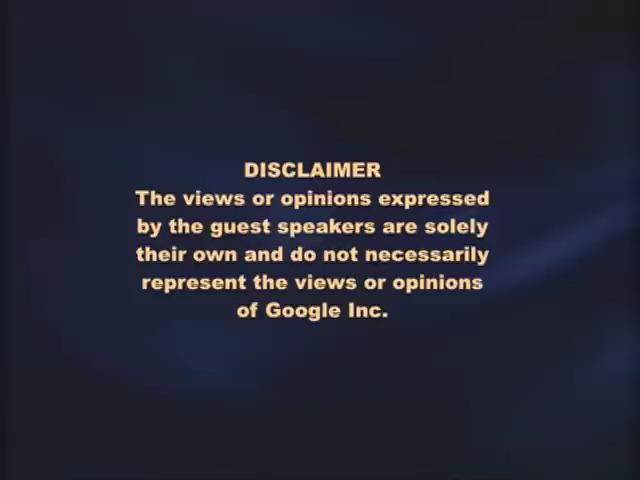 DISCLAIMER
The views or opinions expressed
by the guest speakers are solely
their own and do not necessarily
represent the views or opinions
of Google Inc.